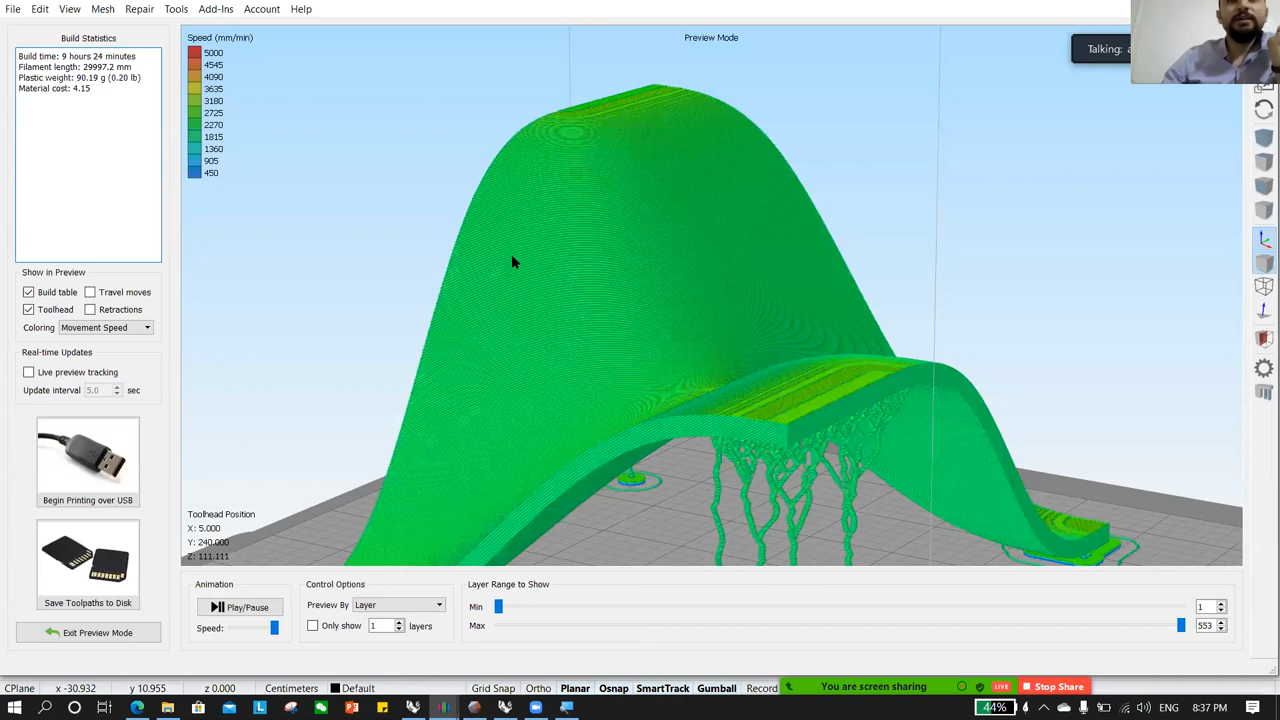 File Edit View Mesh Repair Tools Add-Ins Account Help
Build Statistics
Build time: 9 hours 24 minutes
Filament length: 29997.2 mm
Plastic weight: 90.19 g (0.20 lb)
Material cost: 4.15
Speed (mm/min)
5000
4545
4090
3635
3180
2725
2270
1815
1360
905
450
Preview Mode
Talking:
Show in Preview
Build table Travel moves
Toolhead Retractions
Coloring Movement Speed
Real-time Updates
Live preview tracking
Update interval 5.0 sec
Begin Printing over USB
Save Toolpaths to Disk
Exit Preview Mode
Toolhead Position
X: 5.000
Y: 240.000
Z: 111.111
Animation
Play/Pause
Speed:
Control Options
Preview By Layer
Only show 1 layers
Layer Range to Show
Min 1
Max 553
CPlane x -30.932 y 10.955 z 0.000 Centimeters Default Grid Snap Ortho Planar Osnap SmartTrack Gumball Record
You are screen sharing LIVE Stop Share
44% 8:37 PM